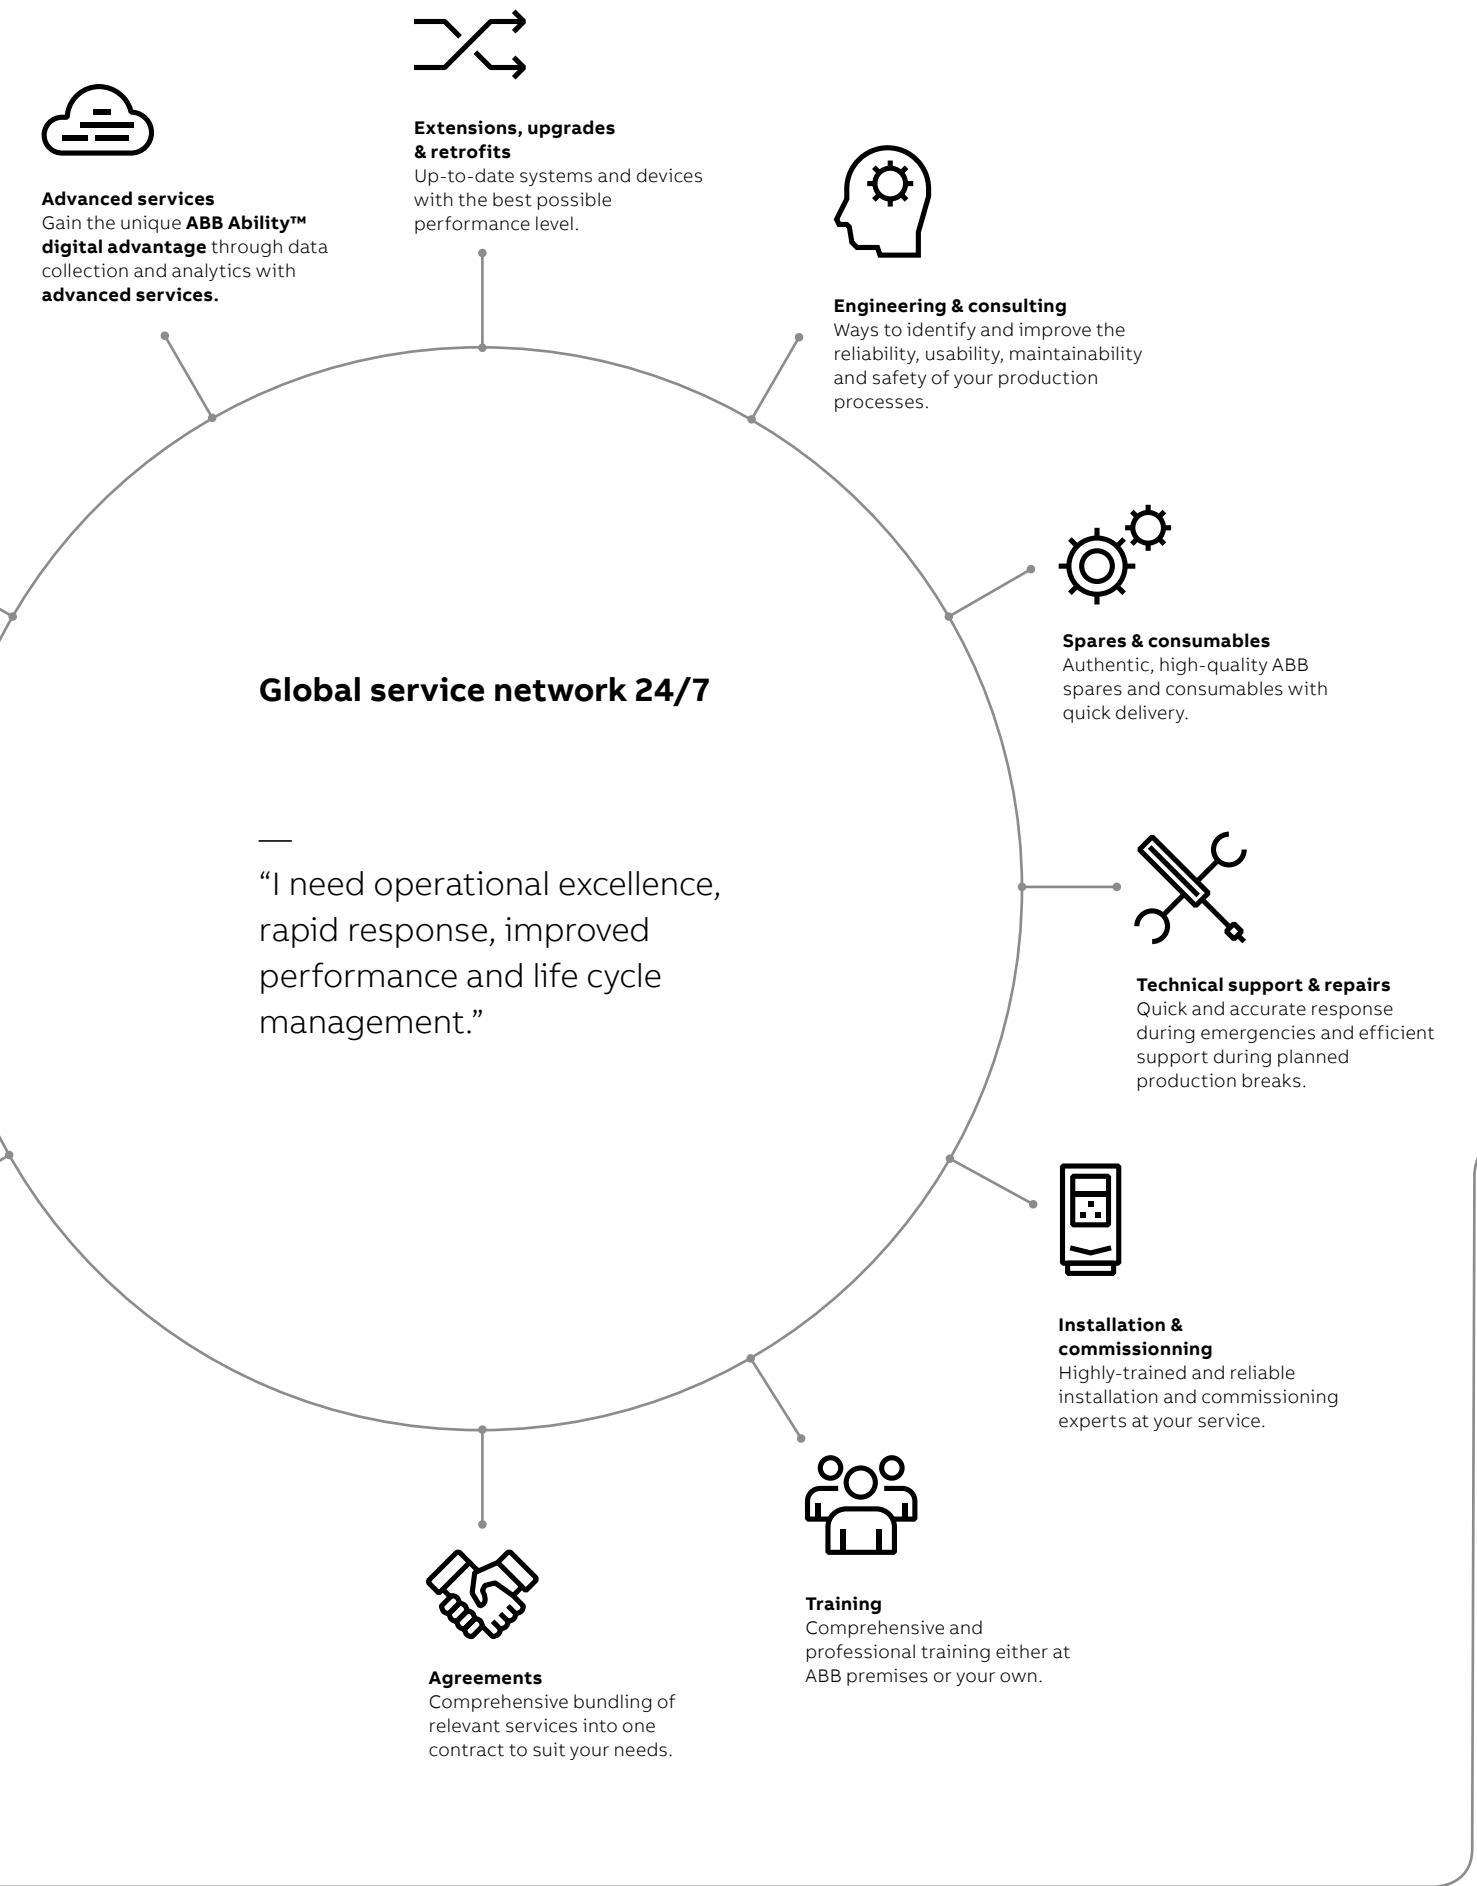 Extensions, upgrades
& retrofits
Up-to-date systems and devices
with the best possible
performance level.
Advanced services
Gain the unique ABB Ability™
digital advantage through data
collection and analytics with
advanced services.
Engineering & consulting
Ways to identify and improve the
reliability, usability, maintainability
and safety of your production
processes.
Spares & consumables
Authentic, high-quality ABB
spares and consumables with
quick delivery.
Global service network 24/7
“I need operational excellence,
rapid response, improved
performance and life cycle
management.”
Technical support & repairs
Quick and accurate response
during emergencies and efficient
support during planned
production breaks.
Installation &
commissionning
Highly-trained and reliable
installation and commissioning
experts at your service.
Training
Comprehensive and
professional training either at
ABB premises or your own.
Agreements
Comprehensive bundling of
relevant services into one
contract to suit your needs.